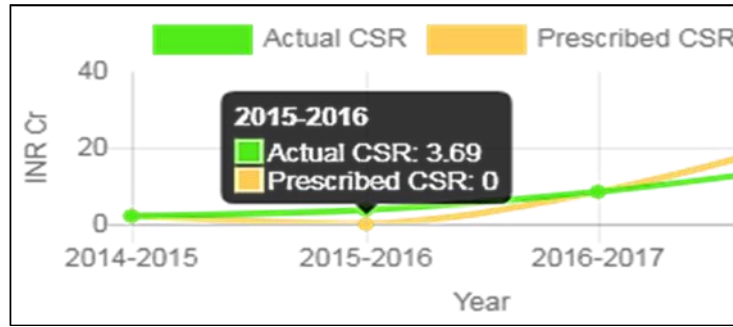 Actual CSR Prescribed CSR
40
2015-2016
Actual CSR: 3.69
Prescribed CSR: 0
INR Cr
20
0
2014-2015 2015-2016 2016-2017
Year